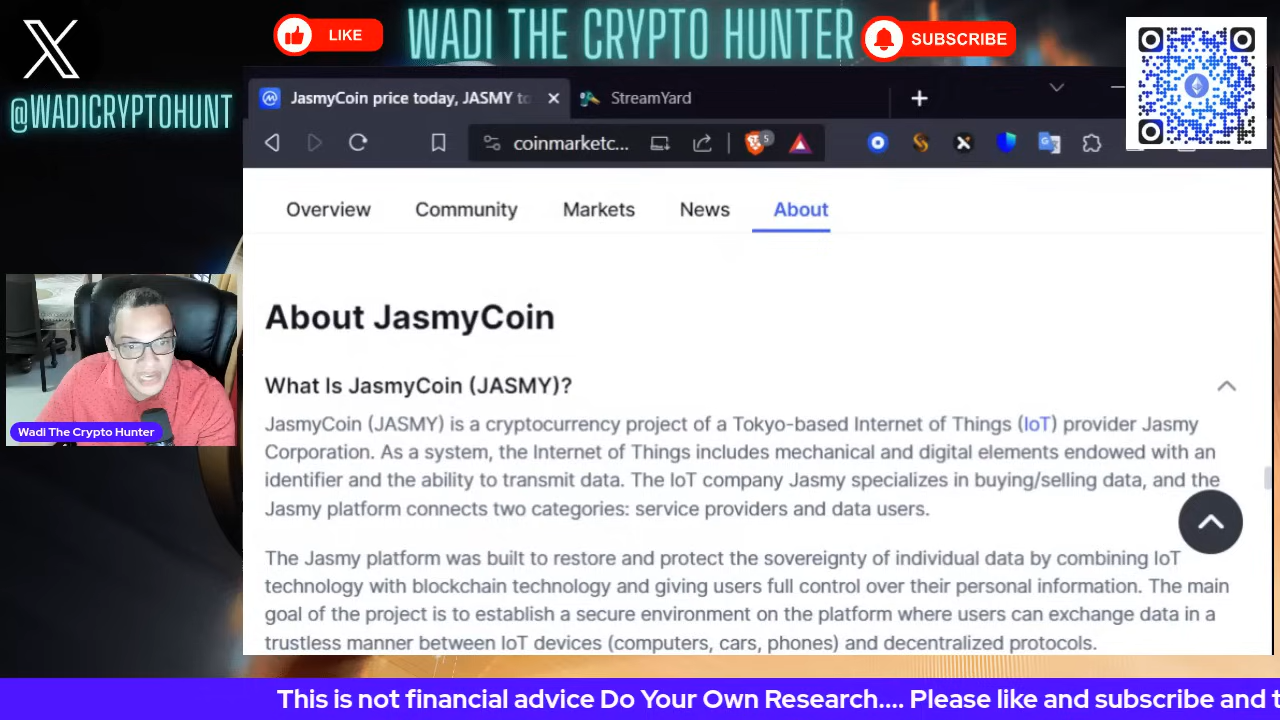 LIKE
WADI THE CRYPTO HUNTER
SUBSCRIBE
@WADICRYPTOHUNT
JasmyCoin price today, JASMY to
StreamYard
coinmarketc...
5
Overview
Community
Markets
News
About
About JasmyCoin
What Is JasmyCoin (JASMY)?
JasmyCoin (JASMY) is a cryptocurrency project of a Tokyo-based Internet of Things (IoT) provider Jasmy
Corporation. As a system, the Internet of Things includes mechanical and digital elements endowed with an
identifier and the ability to transmit data. The IoT company Jasmy specializes in buying/selling data, and the
Jasmy platform connects two categories: service providers and data users.
The Jasmy platform was built to restore and protect the sovereignty of individual data by combining IoT
technology with blockchain technology and giving users full control over their personal information. The main
goal of the project is to establish a secure environment on the platform where users can exchange data in a
trustless manner between IoT devices (computers, cars, phones) and decentralized protocols.
Wadi The Crypto Hunter
This is not financial advice Do Your Own Research.... Please like and subscribe and t